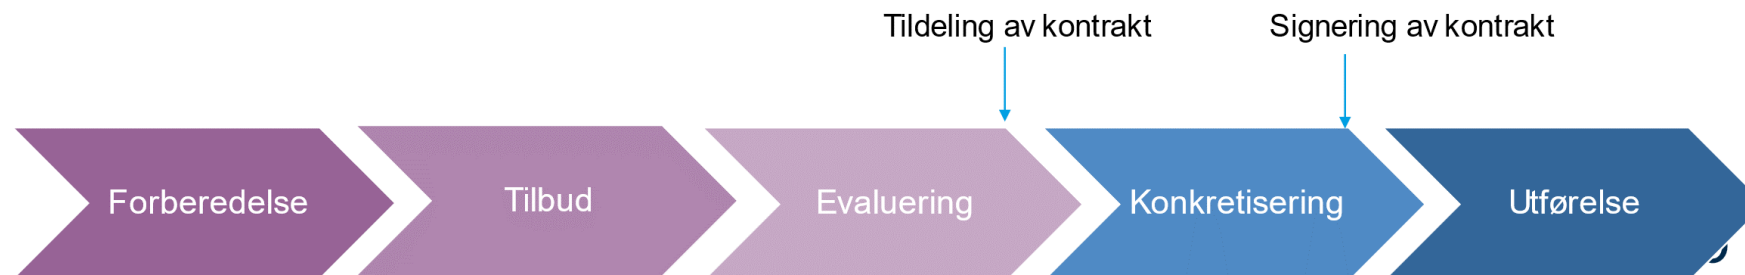 Tildeling av kontrakt
Signering av kontrakt
Forberedelse
Tilbud
Evaluering
Konkretisering
Utførelse